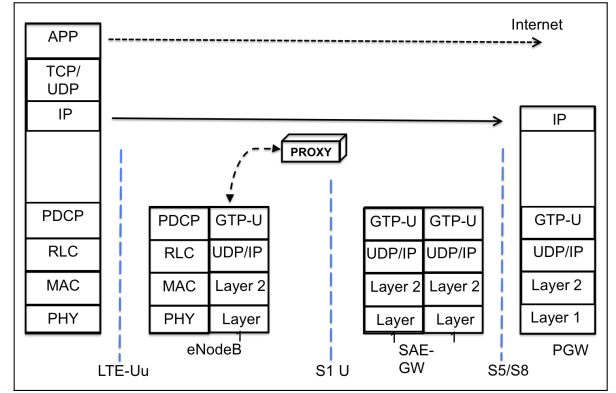 Internet
APP
TCP/
UDP
IP
IP
PROXY
PDCP
PDCP
GTP-U
GTP-U
GTP-U
GTP-U
RLC
RLC
UDP/IP
UDP/IP
UDP/IP
UDP/IP
MAC
MAC
Layer 2
Layer 2
Layer 2
Layer 2
PHY
PHY
Layer
Layer
Layer
Layer 1
eNodeB
SAE-
GW
PGW
LTE-Uu
S1 U
S5/S8